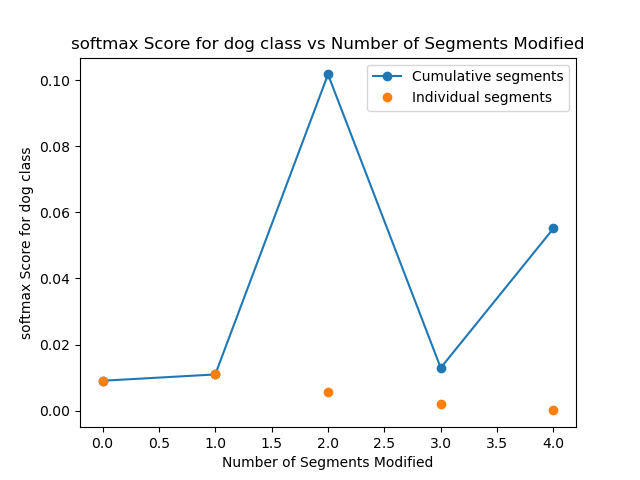 softmax Score for dog class vs Number of Segments Modified
Cumulative segments
Individual segments
softmax Score for dog class
0.10
0.08
0.06
0.04
0.02
0.00
0.0 0.5 1.0 1.5 2.0 2.5 3.0 3.5 4.0
Number of Segments Modified